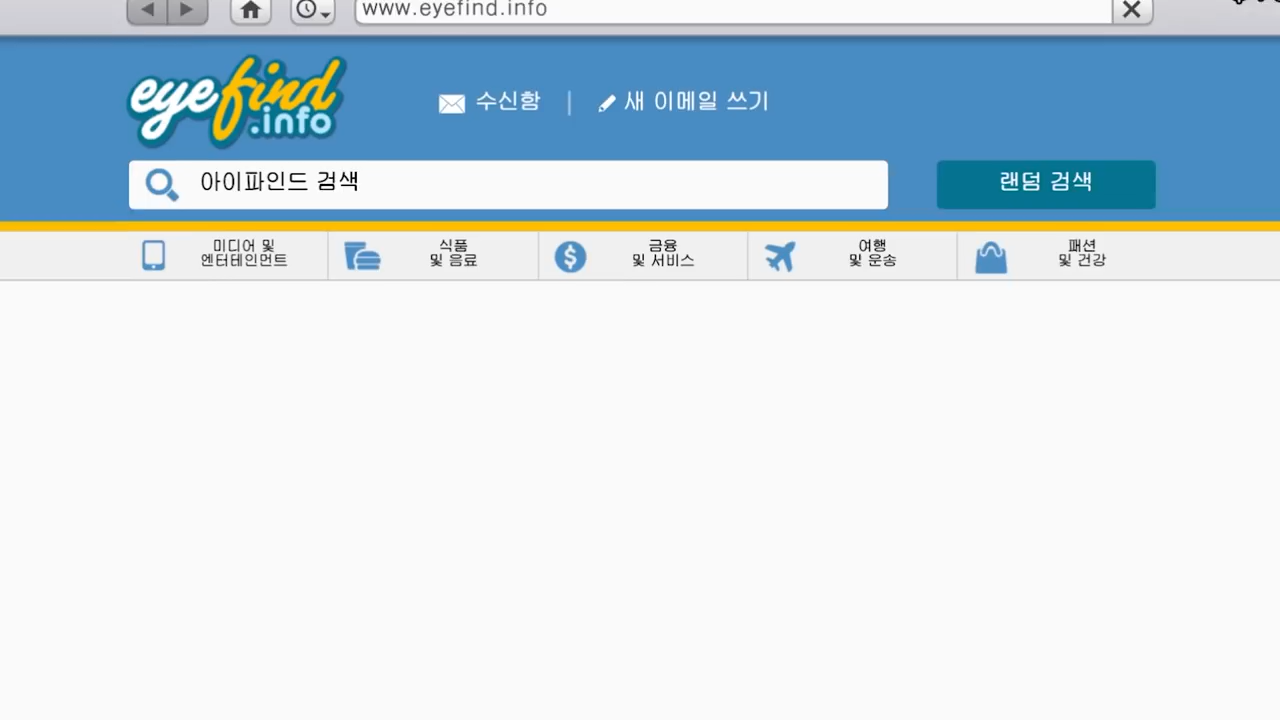 www.eyefind.info
eyefind
.info
수신함 | 새 이메일 쓰기
아이파인드 검색
랜덤 검색
미디어 및
엔터테인먼트
식품
및 음료
금융
및 서비스
여행
및 운송
패션
및 건강